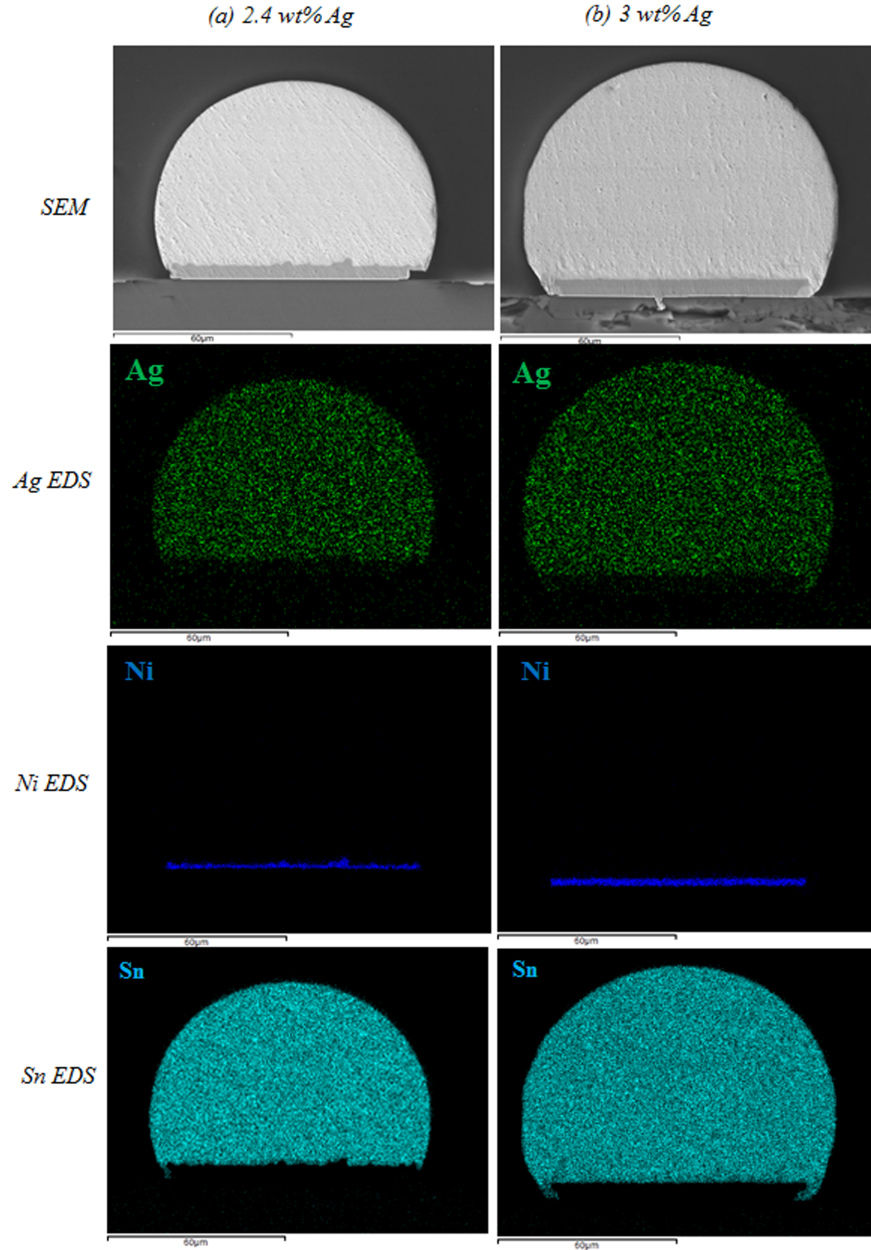 (a) 2.4 wt% Ag
(b) 3 wt% Ag
SEM
60µm
60µm
Ag EDS
Ag
Ag
60µm
60µm
Ni EDS
Ni
Ni
60µm
60µm
Sn EDS
Sn
Sn
60µm
60µm